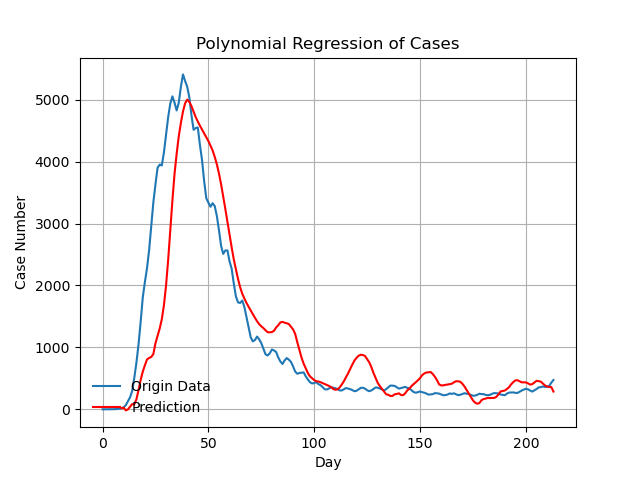 Polynomial Regression of Cases
Case Number
5000
4000
3000
2000
1000
0
Origin Data
Prediction
0
50
100
150
200
Day